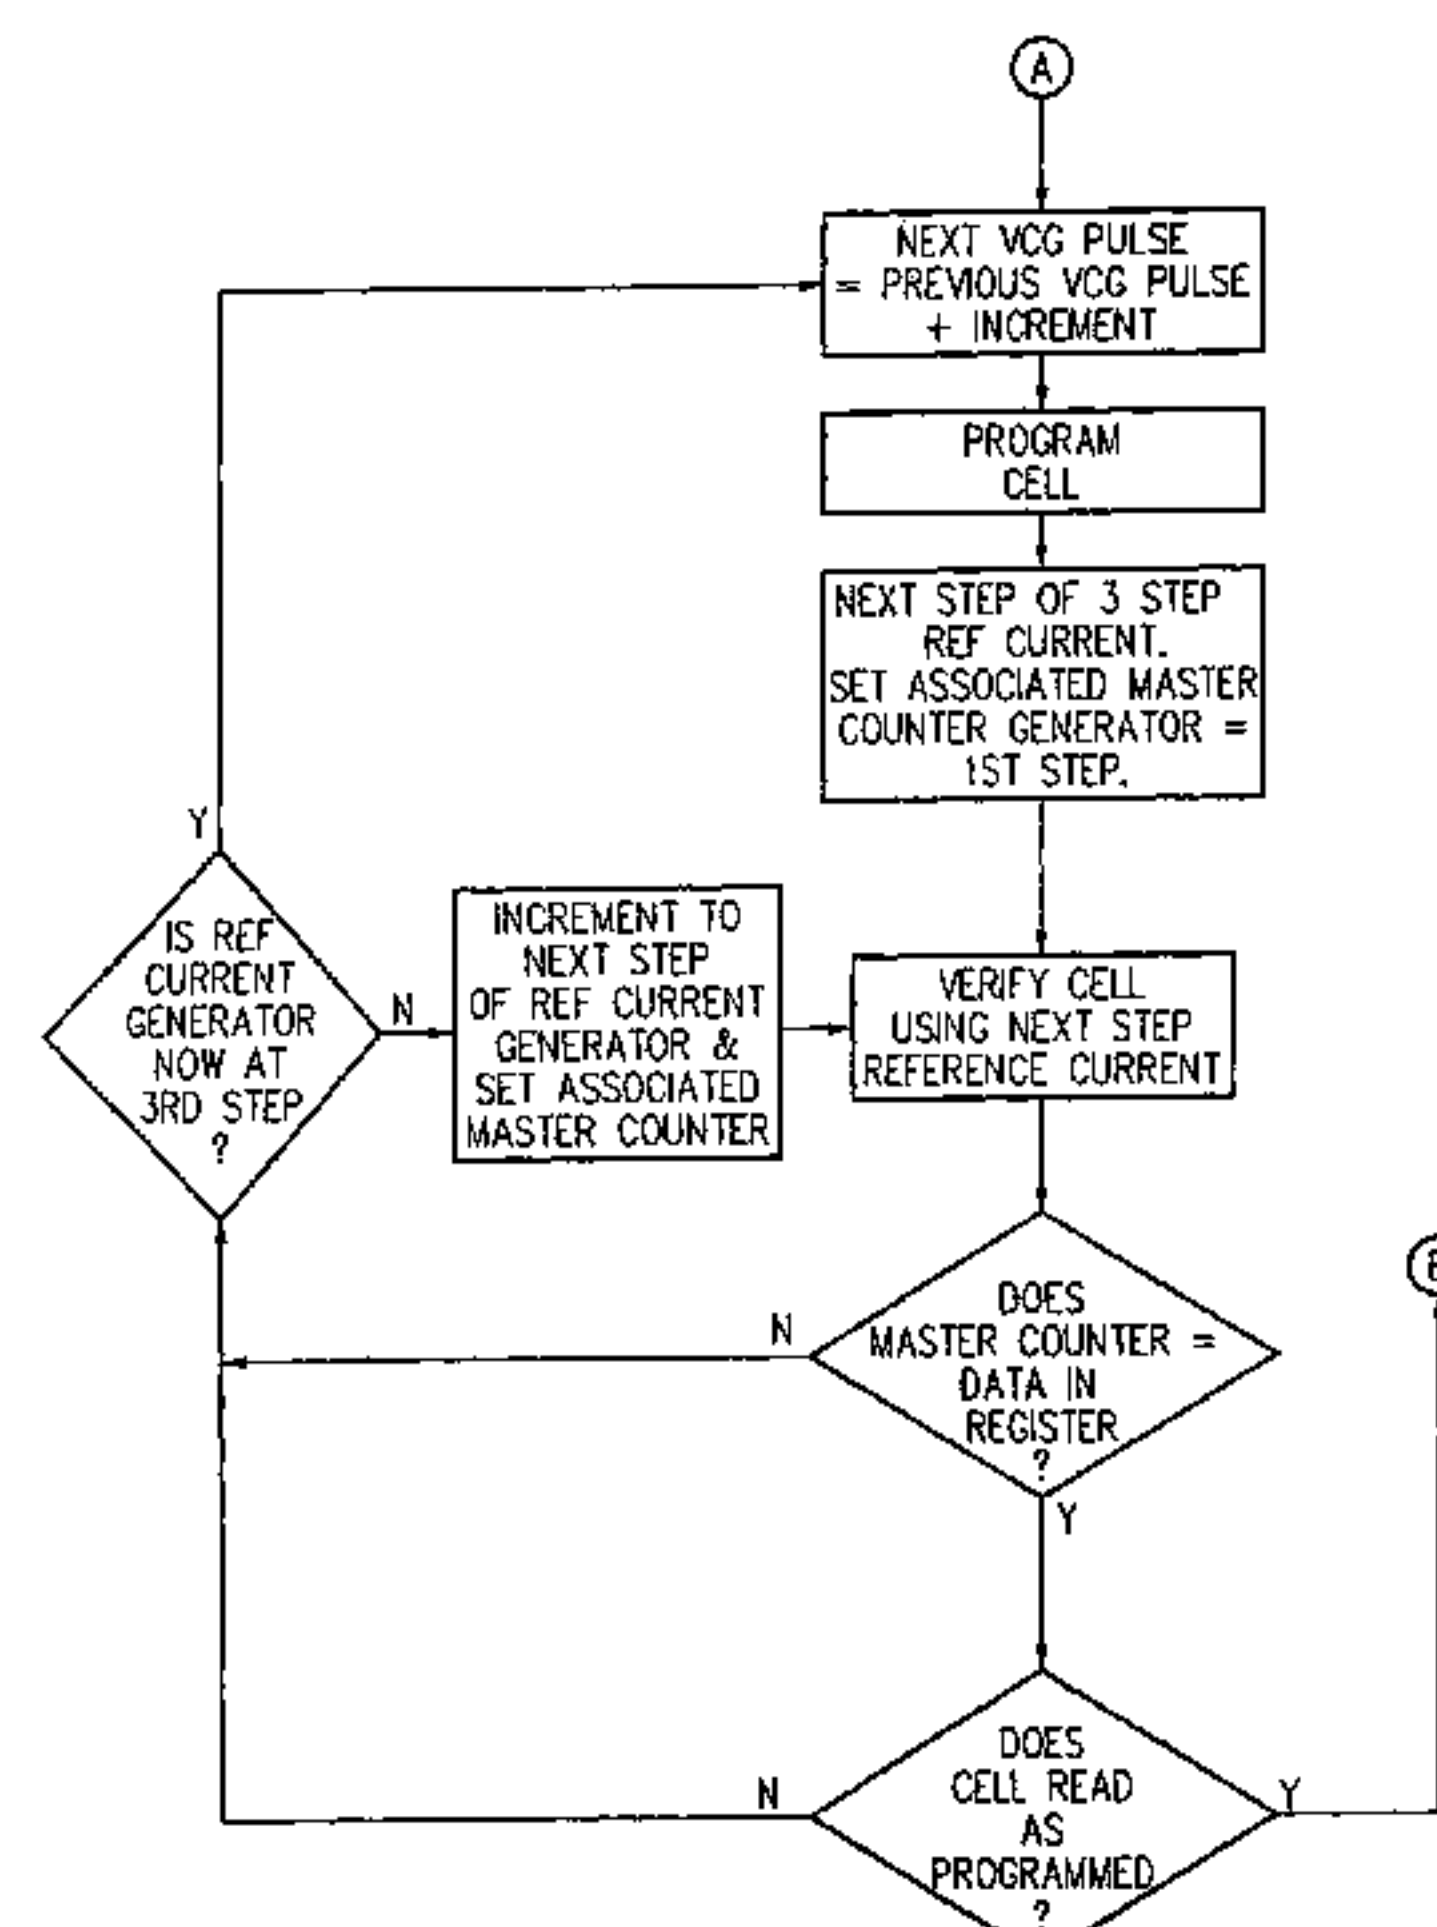 A
NEXT VCG PULSE
= PREVIOUS VCG PULSE
+ INCREMENT
PROGRAM
CELL
NEXT STEP OF 3 STEP
REF CURRENT.
SET ASSOCIATED MASTER
COUNTER GENERATOR =
1ST STEP.
Y
IS REF
CURRENT
GENERATOR
NOW AT
3RD STEP
?
N
INCREMENT TO
NEXT STEP
OF REF CURRENT
GENERATOR &
SET ASSOCIATED
MASTER COUNTER
VERIFY CELL
USING NEXT STEP
REFERENCE CURRENT
N
DOES
MASTER COUNTER =
DATA IN
REGISTER
?
Y
N
DOES
CELL READ
AS
PROGRAMMED
?
Y